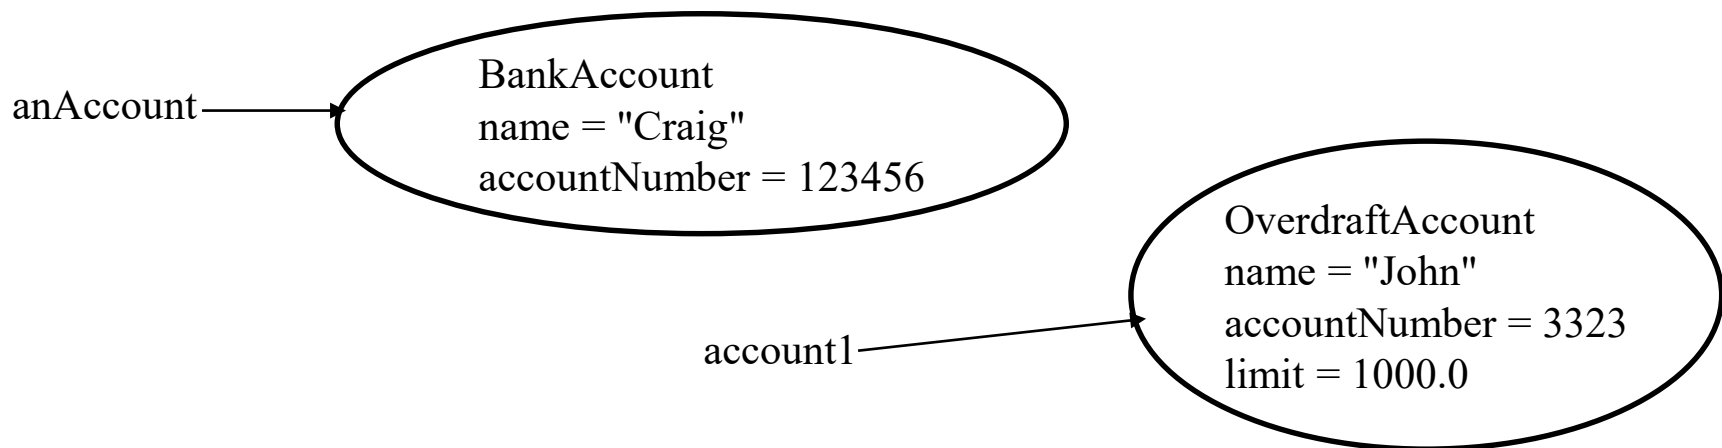 anAccount
BankAccount
name = "Craig"
accountNumber = 123456
account1
OverdraftAccount
name = "John"
accountNumber = 3323
limit = 1000.0